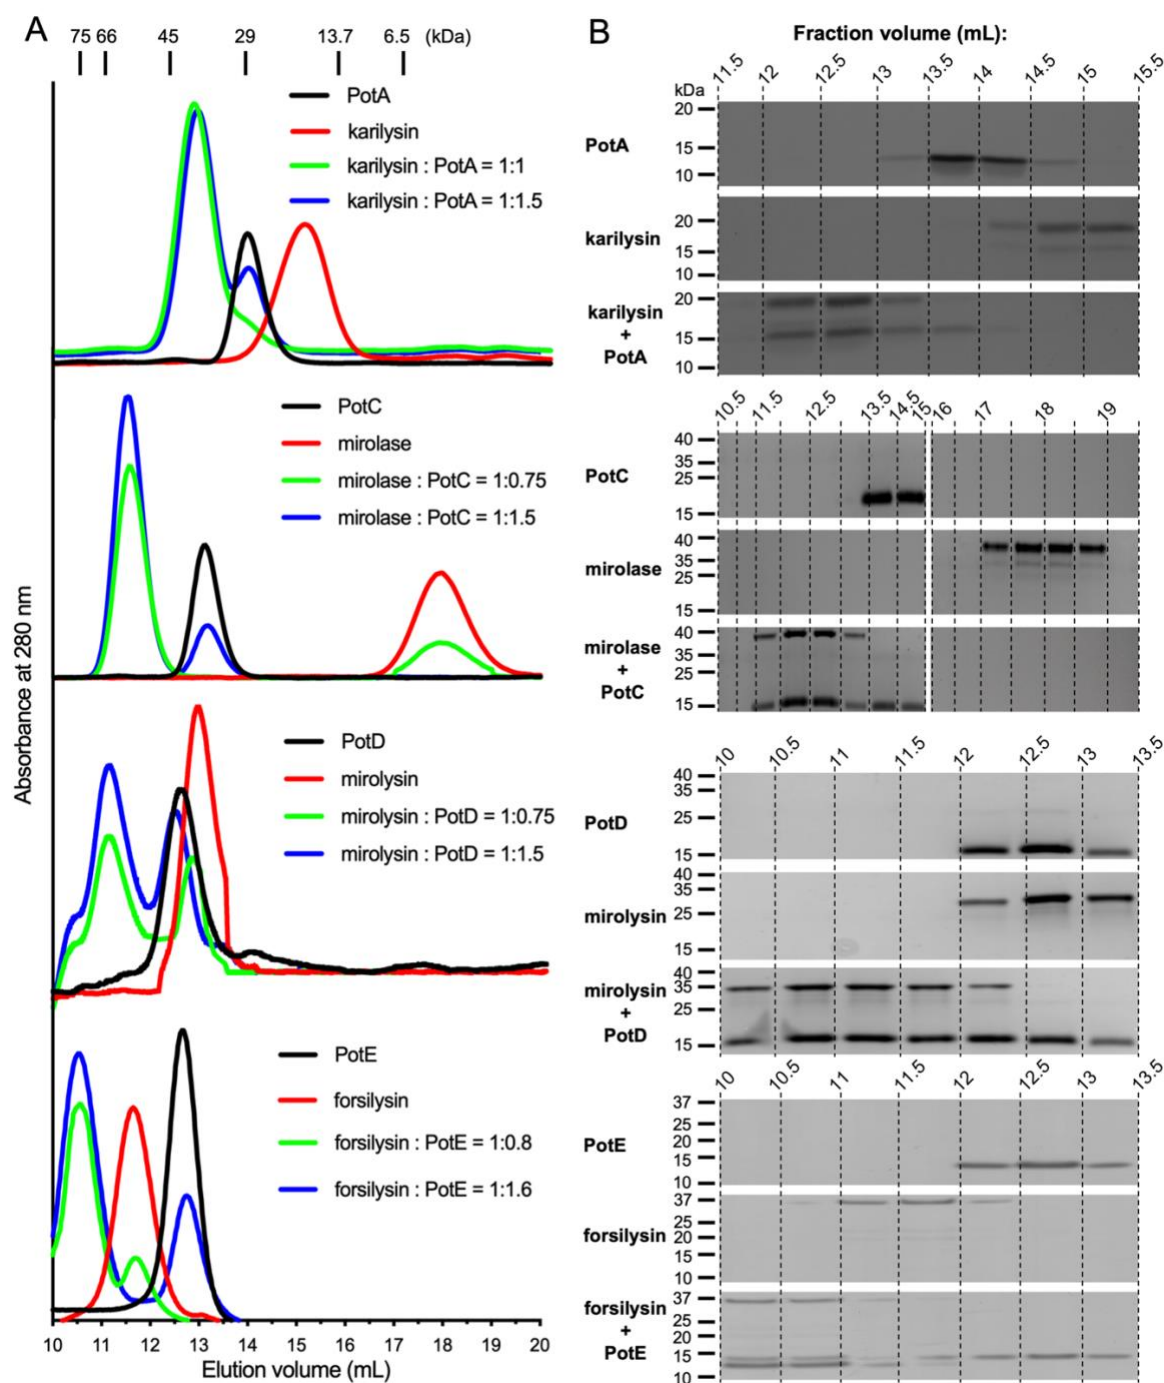 A
75 66 45 29 13.7 6.5 (kDa)
PotA
karilysin
karilysin : PotA = 1:1
karilysin : PotA = 1:1.5
PotC
mirolase
mirolase : PotC = 1:0.75
mirolase : PotC = 1:1.5
PotD
mirolysin
mirolysin : PotD = 1:0.75
mirolysin : PotD = 1:1.5
PotE
forsilysin
forsilysin : PotE = 1:0.8
forsilysin : PotE = 1:1.6
Absorbance at 280 nm
10 11 12 13 14 15 16 17 18 19 20
Elution volume (mL)
B
Fraction volume (mL):
11.5 12 12.5 13 13.5 14 14.5 15 15.5
kDa
PotA
20
15
10
karilysin
20
15
10
karilysin
+
PotA
20
15
10
10.5 11.5 12.5 13.5 14.5 15 16 17 18 19
PotC
40
35
25
15
mirolase
40
35
25
15
mirolase
+
PotC
40
35
25
15
10 10.5 11 11.5 12 12.5 13 13.5
PotD
40
35
25
15
mirolysin
40
35
25
15
mirolysin
+
PotD
40
35
25
15
10 10.5 11 11.5 12 12.5 13 13.5
PotE
37
25
20
15
10
forsilysin
37
25
20
15
10
forsilysin
+
PotE
37
25
20
15
10